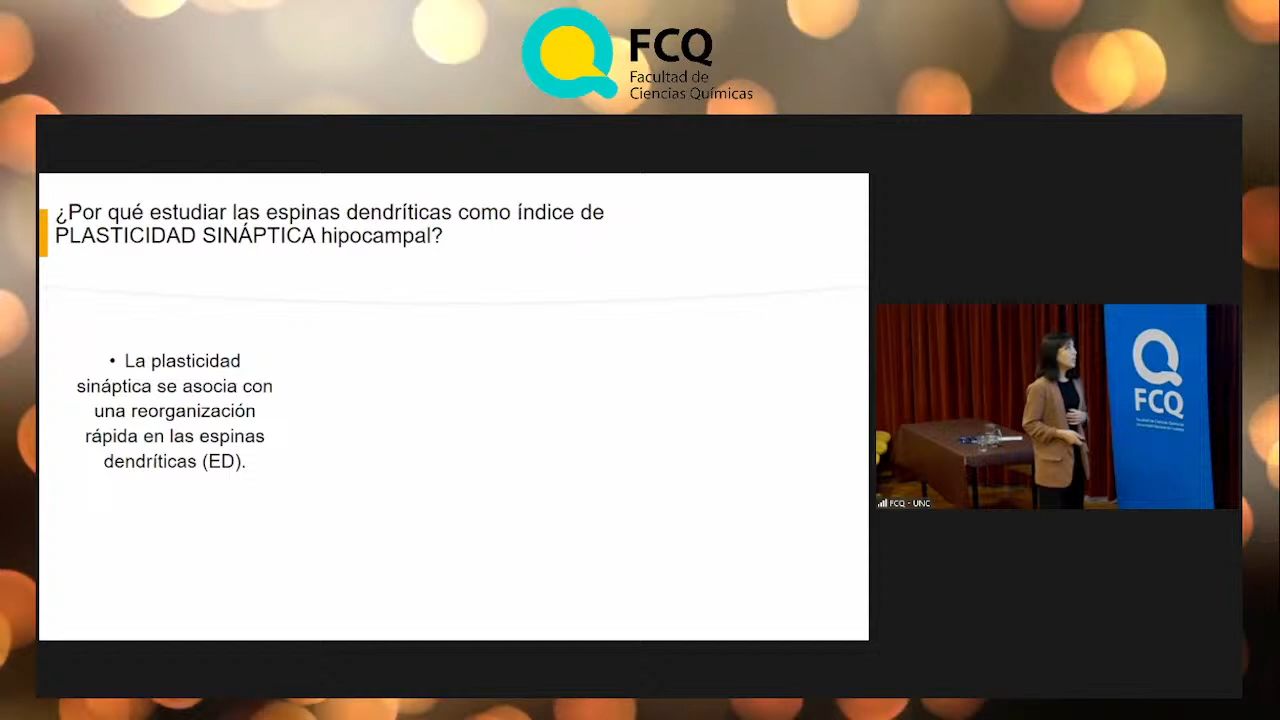 FCQ
Facultad de
Ciencias Químicas
¿Por qué estudiar las espinas dendríticas como índice de
PLASTICIDAD SINÁPTICA hipocampal?
• La plasticidad
sináptica se asocia con
una reorganización
rápida en las espinas
dendríticas (ED).
FCQ
FCQ - UNC